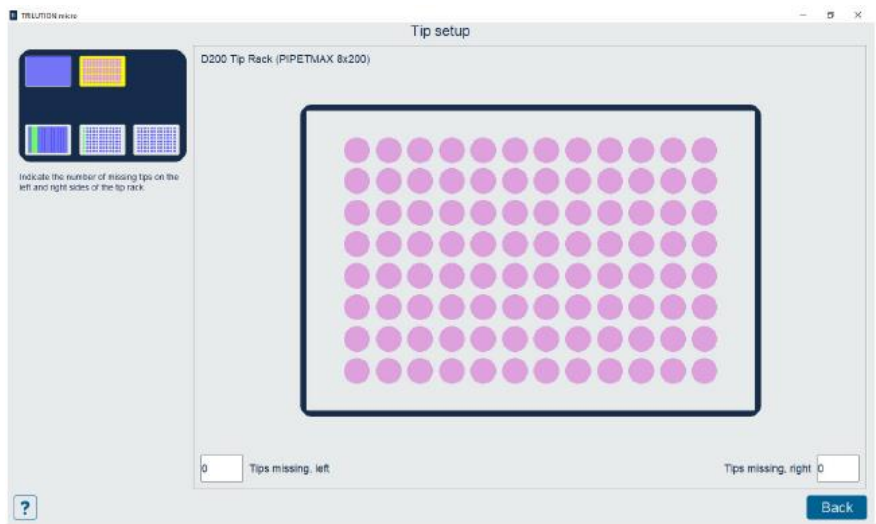 TRILUTION micro
Tip setup
D200 Tip Rack (PIPETMAX 8x200)
Indicate the number of missing tips on the
left and right sides of the tip rack.
0 Tips missing, left
Tips missing, right 0
? Back